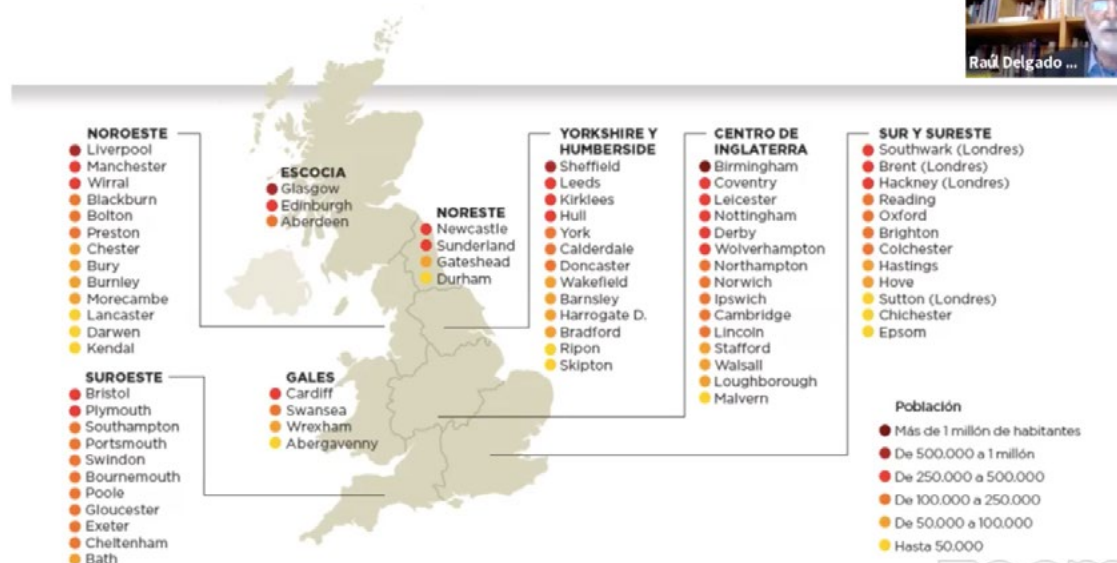 Raúl Delgado ...
NOROESTE
Liverpool
Manchester
Wirral
Blackburn
Bolton
Preston
Chester
Bury
Burnley
Morecambe
Lancaster
Darwen
Kendal
ESCOCIA
Glasgow
Edinburgh
Aberdeen
NORESTE
Newcastle
Sunderland
Gateshead
Durham
YORKSHIRE Y
HUMBERSIDE
Sheffield
Leeds
Kirklees
Hull
York
Calderdale
Doncaster
Wakefield
Barnsley
Harrogate D.
Bradford
Ripon
Skipton
CENTRO DE
INGLATERRA
Birmingham
Coventry
Leicester
Nottingham
Derby
Wolverhampton
Northampton
Norwich
Ipswich
Cambridge
Lincoln
Stafford
Walsall
Loughborough
Malvern
SUR Y SURESTE
Southwark (Londres)
Brent (Londres)
Hackney (Londres)
Reading
Oxford
Brighton
Colchester
Hastings
Hove
Sutton (Londres)
Chichester
Epsom
SUROESTE
Bristol
Plymouth
Southampton
Portsmouth
Swindon
Bournemouth
Poole
Gloucester
Exeter
Cheltenham
Bath
GALES
Cardiff
Swansea
Wrexham
Abergavenny
Población
Más de 1 millón de habitantes
De 500.000 a 1 millón
De 250.000 a 500.000
De 100.000 a 250.000
De 50.000 a 100.000
Hasta 50.000